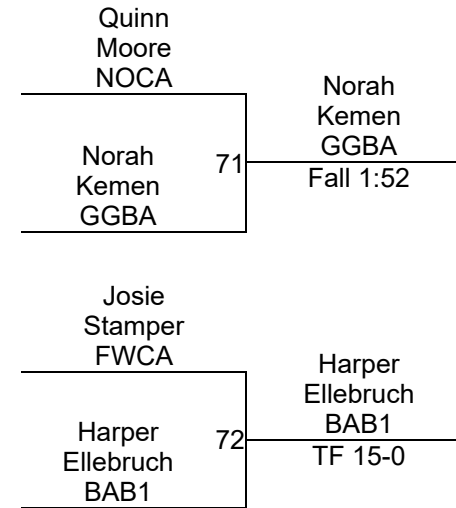 Quinn
Moore
NOCA
Norah
Kemen
GGBA
71
Norah
Kemen
GGBA
Fall 1:52
Josie
Stamper
FWCA
Harper
Ellebruch
BAB1
72
Harper
Ellebruch
BAB1
TF 15-0